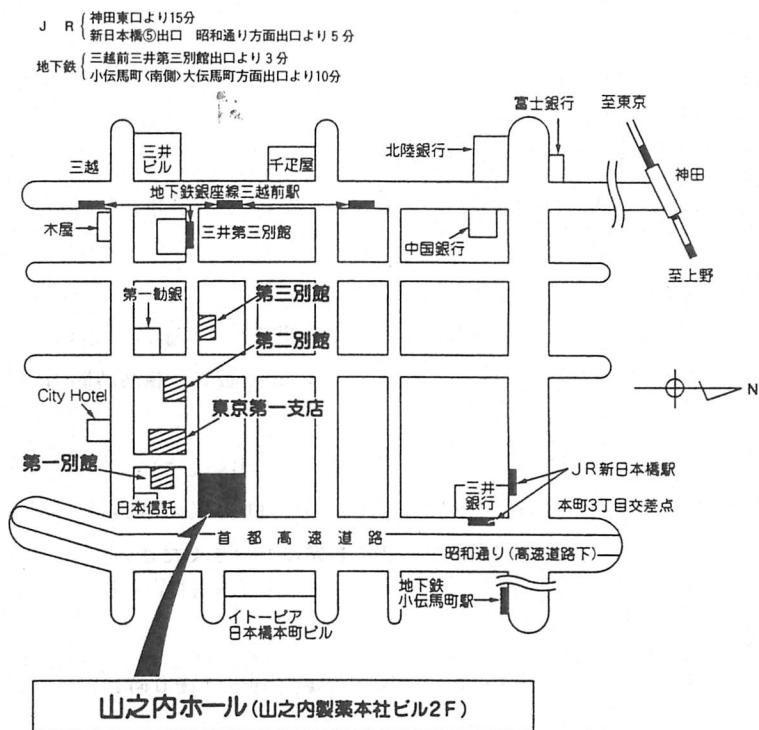 JR 神田東口より15分
新日本橋⑤出口 昭和通り方面出口より5分
地下鉄 三越前三井第三別館出口より3分
小伝馬町〈南側〉大伝馬町方面出口より10分
富士銀行
至東京
三越
三井
ビル
千疋屋
北陸銀行
神田
地下鉄銀座線三越前駅
木屋
三井第三別館
中国銀行
至上野
第一勧銀
第三別館
第二別館
N
City Hotel
東京第一支店
第一別館
日本信託
三井
銀行
JR新日本橋駅
本町3丁目交差点
首都高速道路
昭和通り(高速道路下)
地下鉄
小伝馬町駅
イトーピア
日本橋本町ビル
山之内ホール(山之内製薬本社ビル2F)